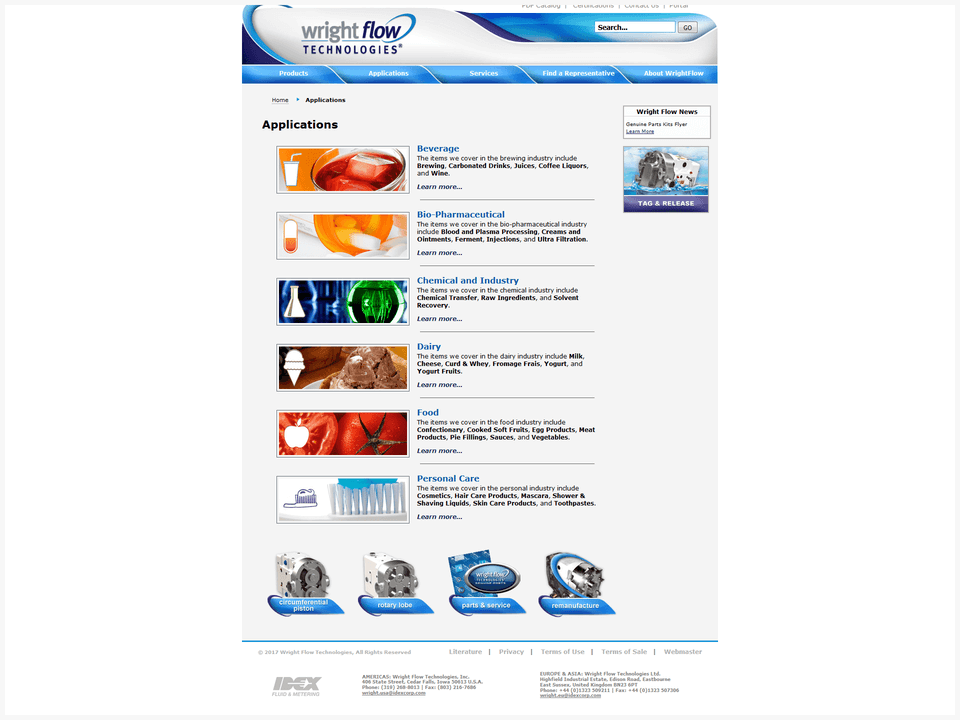 PDF Catalog | Certifications | Contact Us | Portal
wright flow
TECHNOLOGIES®
Search...
GO
Products
Applications
Services
Find a Representative
About WrightFlow
Home
Applications
Applications
Wright Flow News
Genuine Parts Kits Flyer
Learn More
TAG & RELEASE
Beverage
The items we cover in the brewing industry include
Brewing, Carbonated Drinks, Juices, Coffee Liquors,
and Wine.
Learn more...
Bio-Pharmaceutical
The items we cover in the bio-pharmaceutical industry
include Blood and Plasma Processing, Creams and
Ointments, Ferment, Injections, and Ultra Filtration.
Learn more...
Chemical and Industry
The items we cover in the chemical industry include
Chemical Transfer, Raw Ingredients, and Solvent
Recovery.
Learn more...
Dairy
The items we cover in the dairy industry include Milk,
Cheese, Curd & Whey, Fromage Frais, Yogurt, and
Yogurt Fruits.
Learn more...
Food
The items we cover in the food industry include
Confectionary, Cooked Soft Fruits, Egg Products, Meat
Products, Pie Fillings, Sauces, and Vegetables.
Learn more...
Personal Care
The items we cover in the personal industry include
Cosmetics, Hair Care Products, Mascara, Shower &
Shaving Liquids, Skin Care Products, and Toothpastes.
Learn more...
circumferential
piston
rotary lobe
wright flow
TECHNOLOGIES
parts & service
remanufacture
© 2017 Wright Flow Technologies, All Rights Reserved
Literature | Privacy | Terms of Use | Terms of Sale | Webmaster
IDEX
FLUID & METERING
AMERICAS: Wright Flow Technologies, Inc.
406 State Street, Cedar Falls, Iowa 50613 U.S.A.
Phone: (319) 268-8013 | Fax: (803) 216-7686
wright.usa@idexcorp.com
EUROPE & ASIA: Wright Flow Technologies Ltd.
Highfield Industrial Estate, Edison Road, Eastbourne
East Sussex, United Kingdom BN23 6PT
Phone: +44 (0)1323 509211 | Fax: +44 (0)1323 507306
wright.eu@idexcorp.com